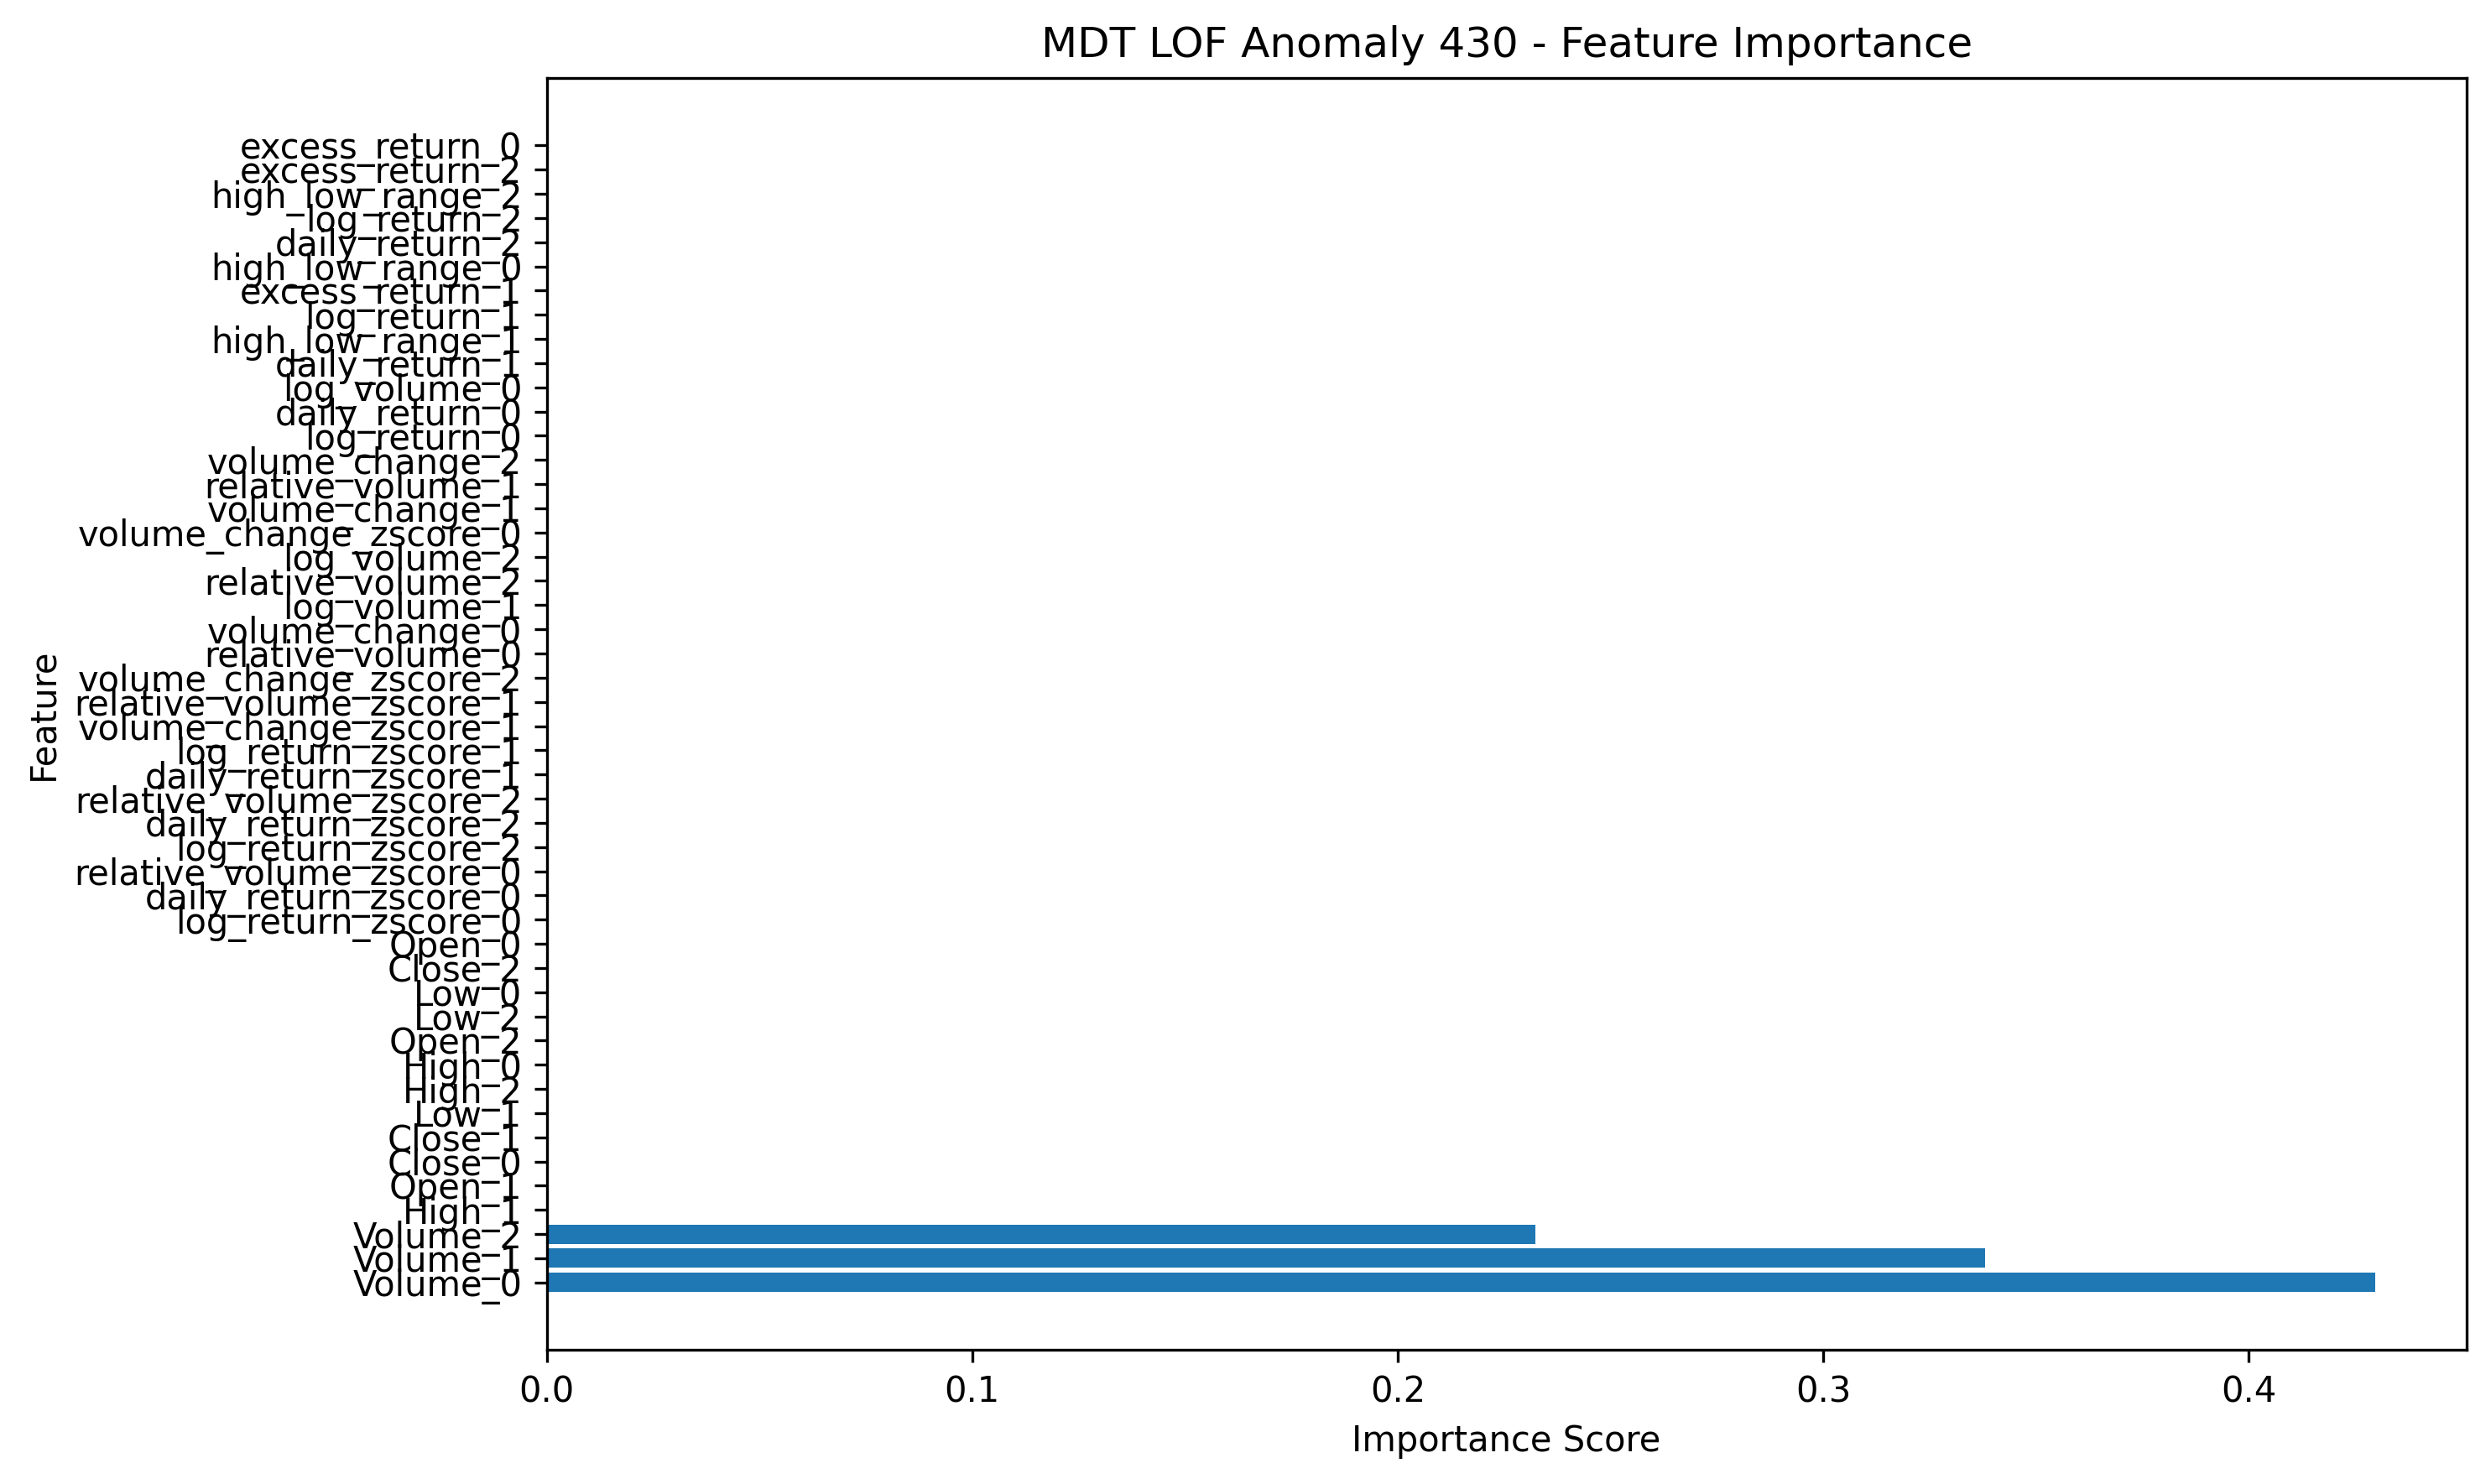 MDT LOF Anomaly 430 - Feature Importance
excess_return_0
excess_return_2
high_low_range_2
log_return_2
daily_return_2
high_low_range_0
excess_return_1
log_return_1
high_low_range_1
daily_return_1
log_volume_0
daily_return_0
log_return_0
volume_change_2
relative_volume_1
volume_change_1
volume_change_zscore_0
log_volume_2
relative_volume_2
log_volume_1
volume_change_0
relative_volume_0
volume_change_zscore_2
relative_volume_zscore_1
volume_change_zscore_1
log_return_zscore_1
daily_return_zscore_1
relative_volume_zscore_2
daily_return_zscore_2
log_return_zscore_2
relative_volume_zscore_0
daily_return_zscore_0
log_return_zscore_0
Open_0
Close_2
Low_0
Low_2
Open_2
High_0
High_2
Low_1
Close_1
Close_0
Open_1
High_1
Volume_2
Volume_1
Volume_0
Feature
0.0 0.1 0.2 0.3 0.4
Importance Score